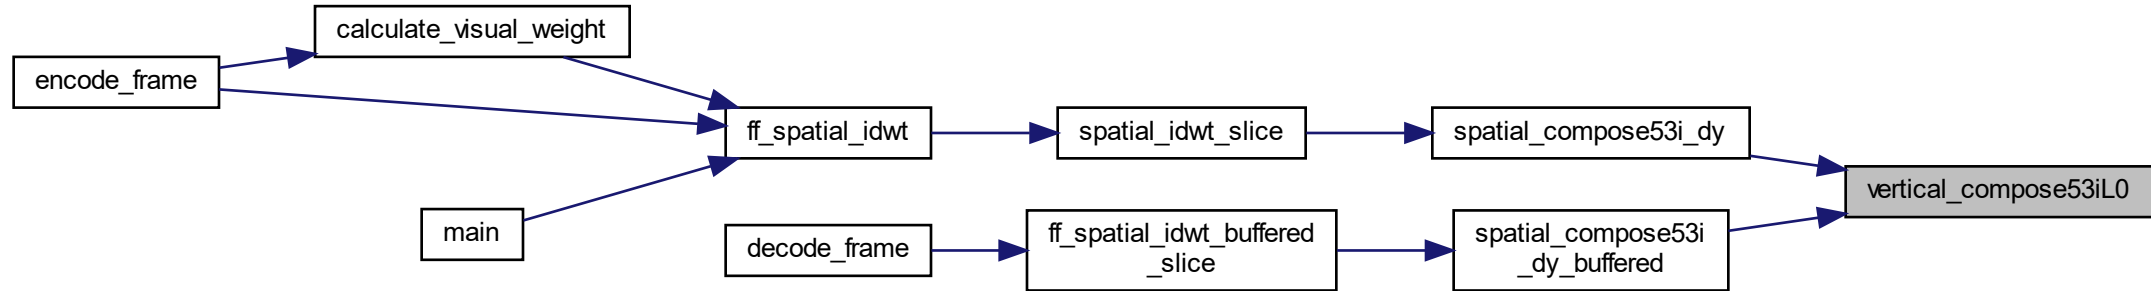 calculate_visual_weight
encode_frame
ff_spatial_idwt
spatial_idwt_slice
spatial_compose53i_dy
vertical_compose53iL0
main
decode_frame
ff_spatial_idwt_buffered
_slice
spatial_compose53i
_dy_buffered